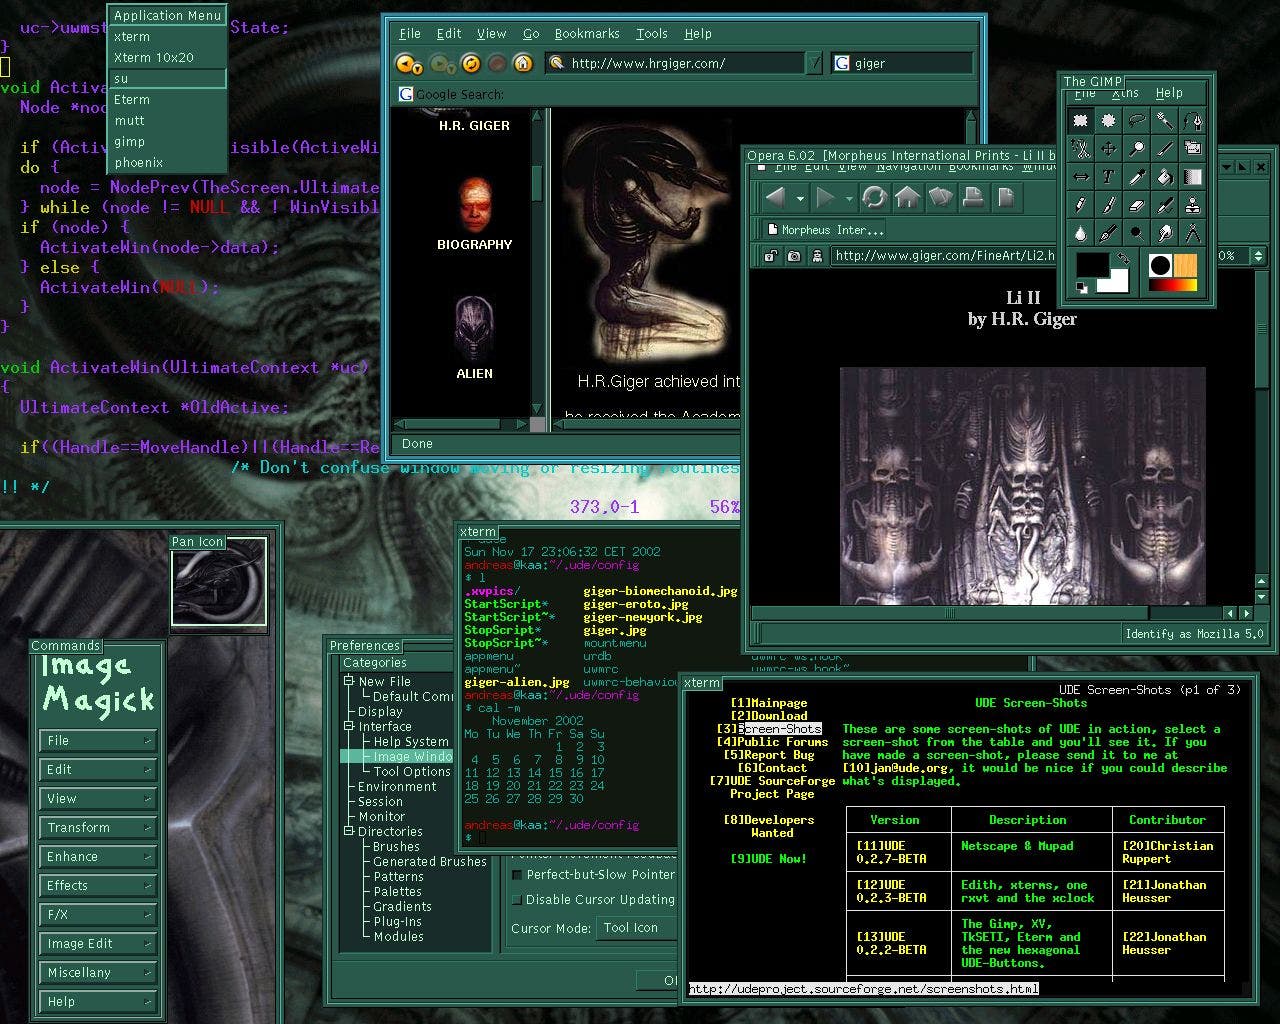 uc->uwmst
State;
}
void Activa
Node *nod
if (Activ
isible(ActiveWi
do {
node = NodePrev(TheScreen.Ultimate
} while (node != NULL && ! WinVisibl
if (node) {
ActivateWin(node->data);
} else {
ActivateWin(NULL);
}
}
void ActivateWin(UltimateContext *uc)
{
UltimateContext *OldActive;
if((Handle==MoveHandle)||(Handle==Re
/* Don't confuse window moving or resizing routines
!! */
373,0-1 56%
Application Menu
xterm
Xterm 10x20
su
Eterm
mutt
gimp
phoenix
File Edit View Go Bookmarks Tools Help
http://www.hrgiger.com/
G giger
G Google Search:
H.R. GIGER
BIOGRAPHY
ALIEN
H.R.Giger achieved int
he received the Academ
Done
Opera 6.02 [Morpheus International Prints - Li II b
File Edit View Navigation Bookmarks Window
Morpheus Inter...
http://www.giger.com/FineArt/Li2.h
0%
Li II
by H.R. Giger
Identify as Mozilla 5.0
The GIMP
File Xtns Help
Pan Icon
Commands
Image
Magick
File
Edit
View
Transform
Enhance
Effects
F/X
Image Edit
Miscellany
Help
Preferences
Categories
New File
Default Comm
Display
Interface
Help System
Image Windo
Tool Options
Environment
Session
Monitor
Directories
Brushes
Generated Brushes
Patterns
Palettes
Gradients
Plug-Ins
Modules
Pointer Movement Feedback
Perfect-but-Slow Pointer
Disable Cursor Updating
Cursor Mode: Tool Icon
xterm
* date
Sun Nov 17 23:06:32 CET 2002
andreas@kaa:~/.ude/config
* l
.xvpics/ giger-biomechanoid.jpg
StartScript* giger-eroto.jpg
StartScript~* giger-newyork.jpg
StopScript* giger.jpg
StopScript~* mountmenu
appmenu urdb uwmrc-ws.hook
appmenu~ uwmrc uwmrc-ws.hook~
giger-alien.jpg uwmrc-behaviou
andreas@kaa:~/.ude/config
* cal -m
November 2002
Mo Tu We Th Fr Sa Su
1 2 3
4 5 6 7 8 9 10
11 12 13 14 15 16 17
18 19 20 21 22 23 24
25 26 27 28 29 30
andreas@kaa:~/.ude/config
*
xterm
UDE Screen-Shots (p1 of 3)
[1]Mainpage
[2]Download
[3]Screen-Shots
[4]Public Forums
[5]Report Bug
[6]Contact
[7]UDE SourceForge
Project Page
[8]Developers
Wanted
[9]UDE Now!
UDE Screen-Shots
These are some screen-shots of UDE in action, select a
screen-shot from the table and you'll see it. If you
have made a screen-shot, please send it to me at
[10]jan@ude.org, it would be nice if you could describe
what's displayed.
Version Description Contributor
[11]UDE Netscape & Mupad [20]Christian
0.2.7-BETA Ruppert
[12]UDE Edith, xterms, one [21]Jonathan
0.2.3-BETA rxvt and the xclock Heusser
The Gimp, XV,
[13]UDE TkSETI, Eterm and [22]Jonathan
0.2.2-BETA the new hexagonal Heusser
UDE-Buttons.
http://udeproject.sourceforge.net/screenshots.html